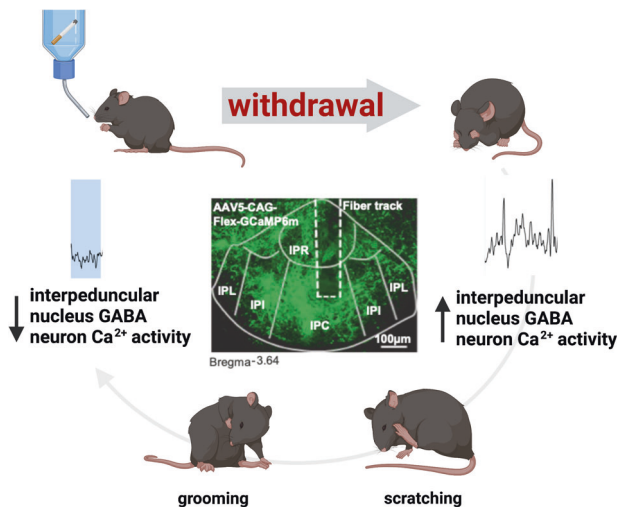 withdrawal
AAV5-CAG-
Flex-GCaMP6m
Fiber track
IPR
IPL
IPI
IPC
IPI
IPL
100µm
Bregma-3.64
interpeduncular
nucleus GABA
neuron Ca²⁺ activity
interpeduncular
nucleus GABA
neuron Ca²⁺ activity
grooming
scratching